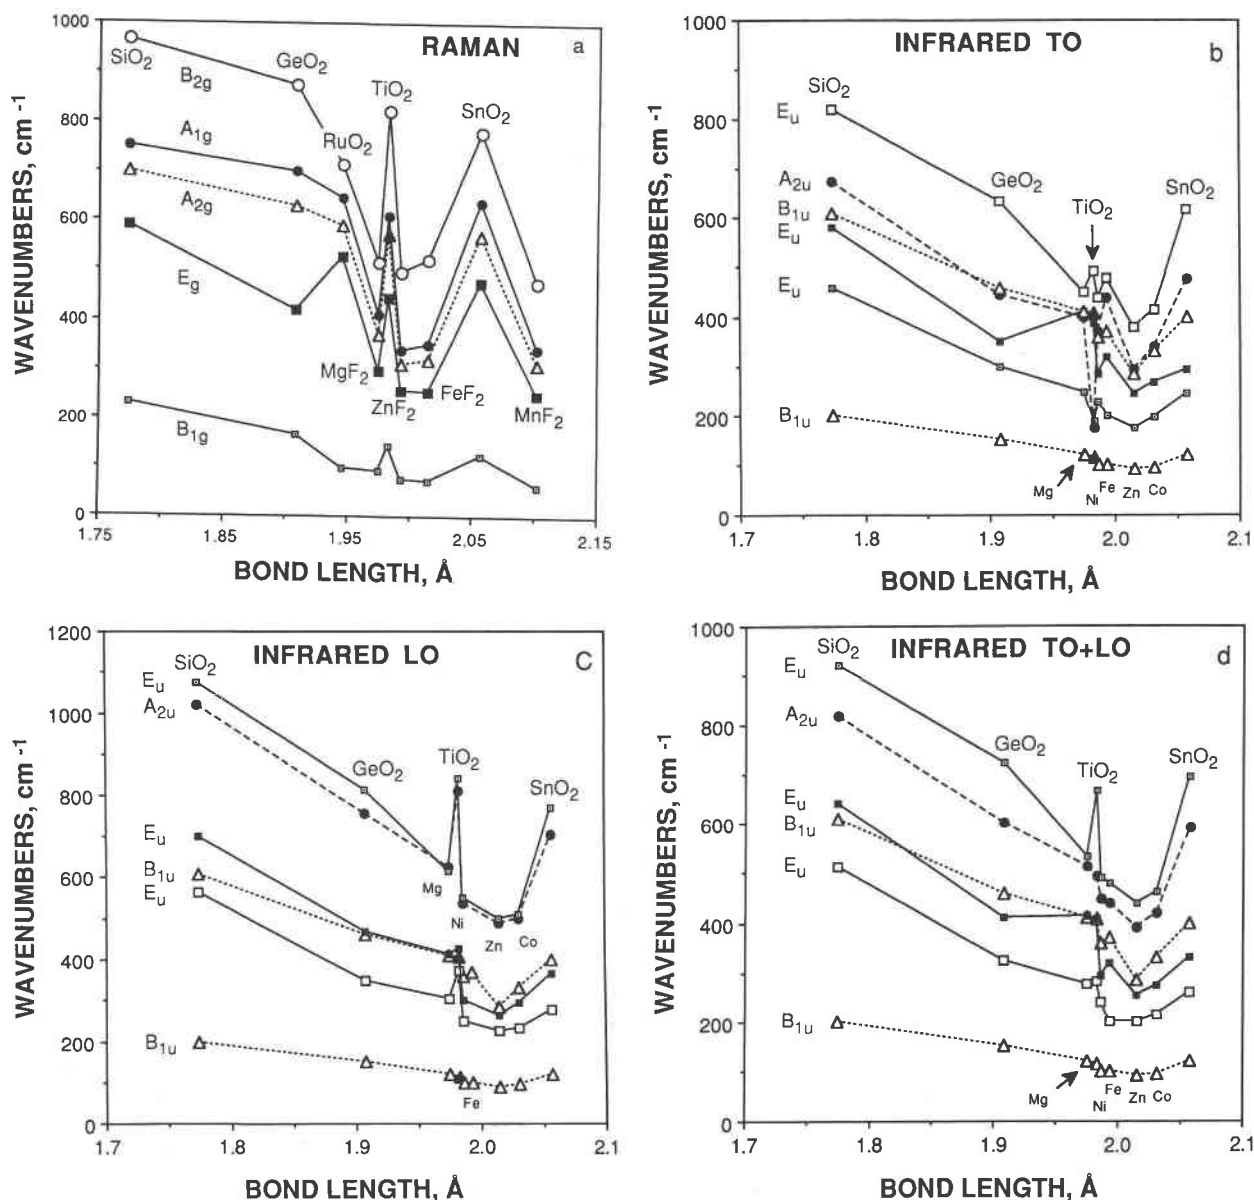 RAMAN a
1000
800
600
400
200
0
WAVENUMBERS, cm -1
SiO2
B2g
GeO2
TiO2
SnO2
RuO2
A1g
A2g
Eg
MgF2
ZnF2
FeF2
MnF2
B1g
1.75 1.85 1.95 2.05 2.15
BOND LENGTH, Å
INFRARED TO b
1000
800
600
400
200
0
WAVENUMBERS, cm -1
SiO2
Eu
GeO2
TiO2
SnO2
A2u
B1u
Eu
Eu
B1u
Mg Ni Fe Zn Co
1.7 1.8 1.9 2.0 2.1
BOND LENGTH, Å
INFRARED LO C
1200
1000
800
600
400
200
0
WAVENUMBERS, cm -1
SiO2
Eu
A2u
GeO2
TiO2
SnO2
Eu
B1u
Eu
Mg
Ni
Zn Co
B1u
Fe
1.7 1.8 1.9 2.0 2.1
BOND LENGTH, Å
INFRARED TO+LO d
1000
800
600
400
200
0
WAVENUMBERS, cm -1
SiO2
Eu
A2u
GeO2
TiO2
SnO2
Eu
B1u
Eu
B1u
Mg Ni Fe Zn Co
1.7 1.8 1.9 2.0 2.1
BOND LENGTH, Å